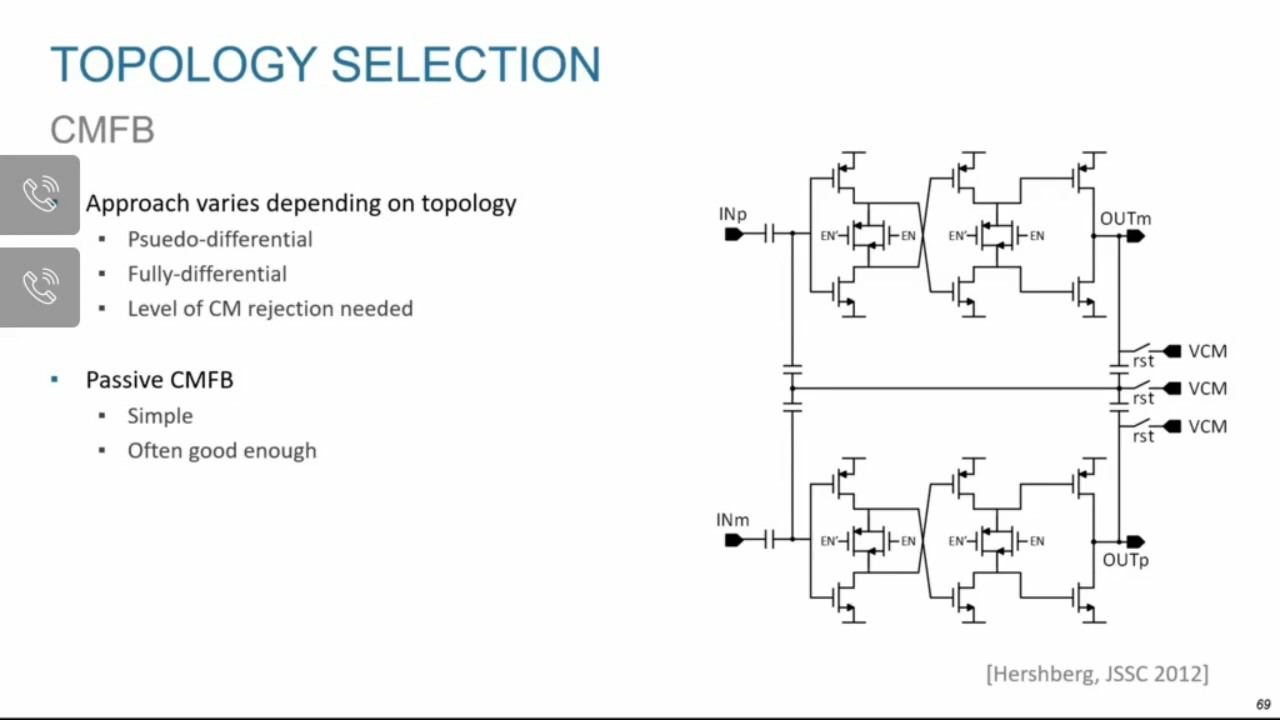 TOPOLOGY SELECTION
CMFB
Approach varies depending on topology
▪ Psuedo-differential
▪ Fully-differential
▪ Level of CM rejection needed
▪ Passive CMFB
▪ Simple
▪ Often good enough
INp
EN'
EN
EN'
EN
OUTm
VCM
rst
VCM
rst
VCM
rst
INm
EN'
EN
EN'
EN
OUTp
[Hershberg, JSSC 2012]
69